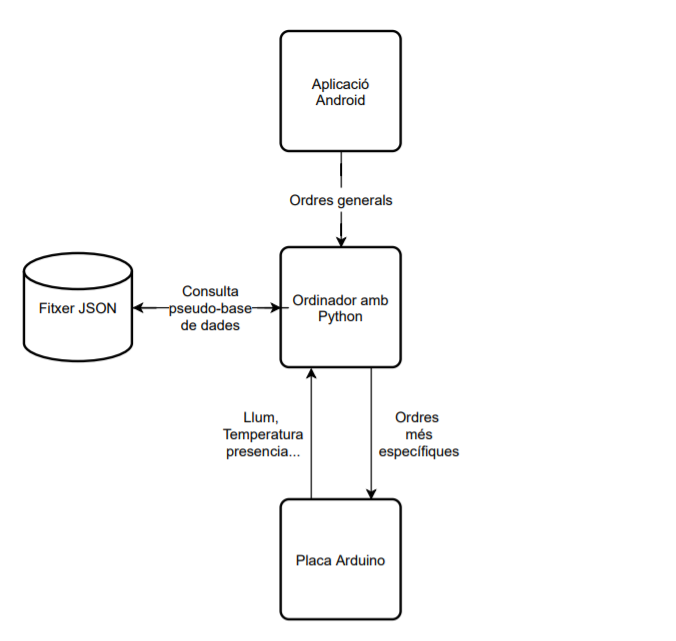 Aplicació
Android
Ordres generals
Fitxer JSON
Consulta
pseudo-base
de dades
Ordinador amb
Python
Llum,
Temperatura
presencia...
Ordres
més
específiques
Placa Arduino